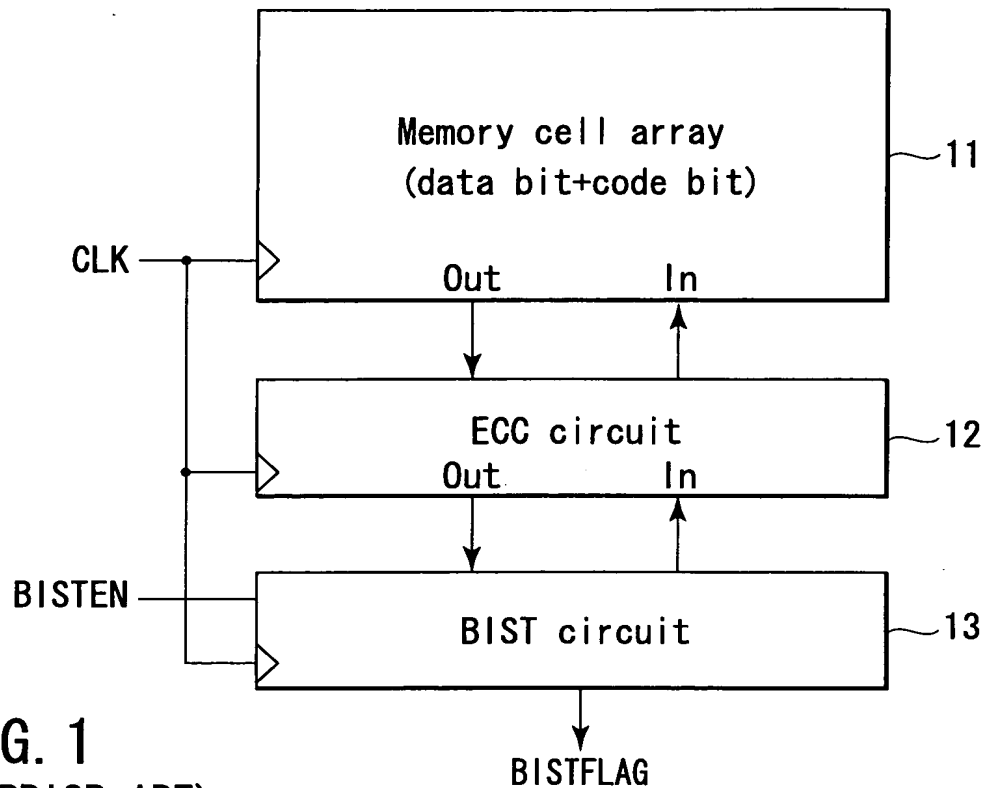 Memory cell array
(data bit+code bit)
11
CLK
Out In
ECC circuit
12
Out In
BISTEN
BIST circuit
13
G. 1
BISTFLAG